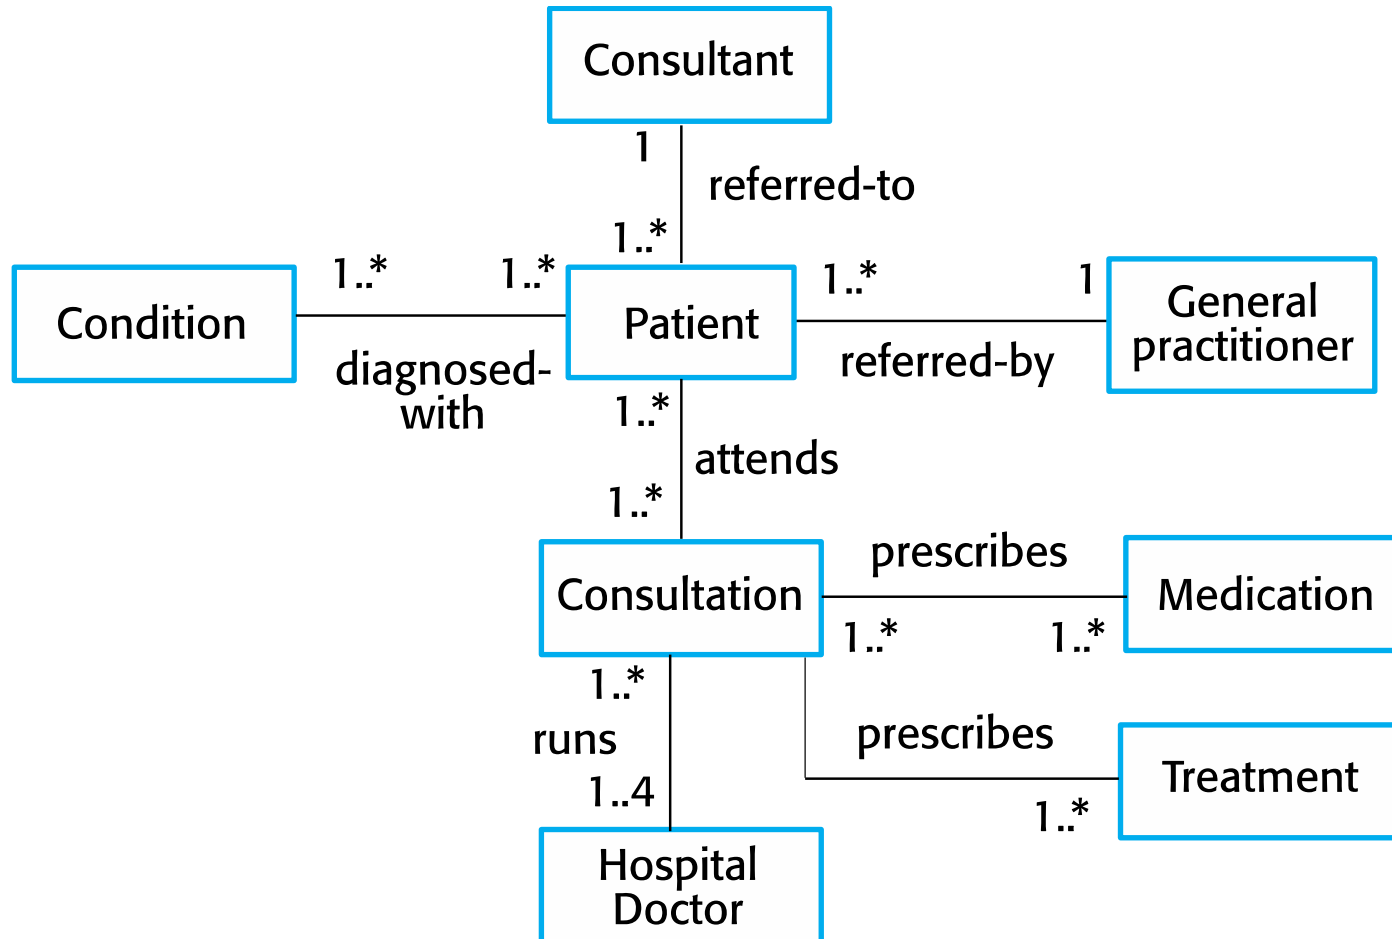 Consultant
1
referred-to
1..*
1..*
1..*
1..*
1
Condition
Patient
General
practitioner
diagnosed-
with
referred-by
1..*
attends
1..*
prescribes
Consultation
Medication
1..*
1..*
1..*
runs
prescribes
1..4
Treatment
1..*
Hospital
Doctor